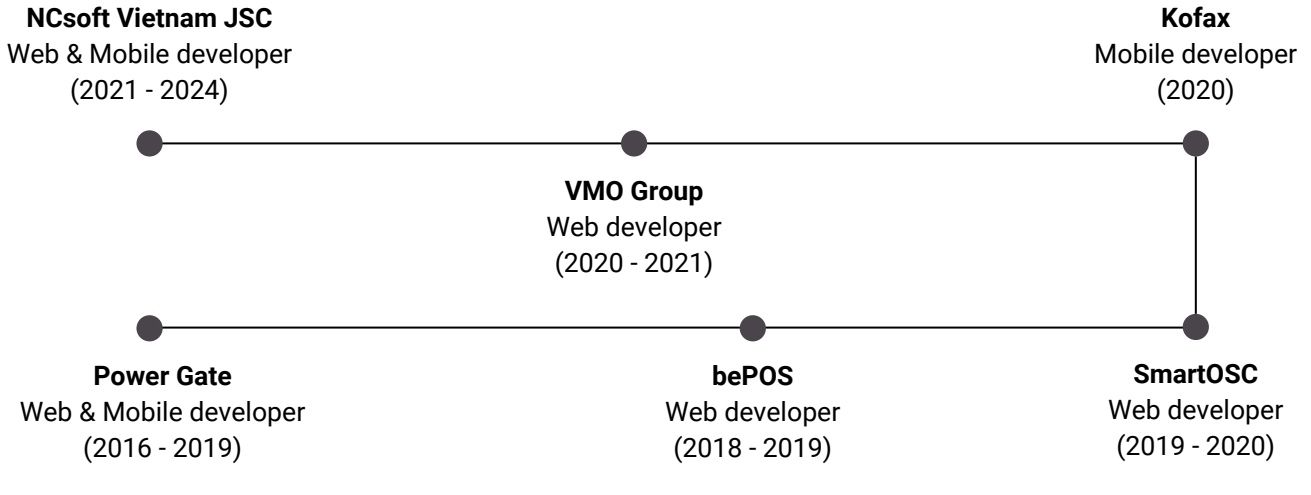 NCsoft Vietnam JSC
Web & Mobile developer
(2021 - 2024)
Kofax
Mobile developer
(2020)
VMO Group
Web developer
(2020 - 2021)
Power Gate
Web & Mobile developer
(2016 - 2019)
bePOS
Web developer
(2018 - 2019)
SmartOSC
Web developer
(2019 - 2020)